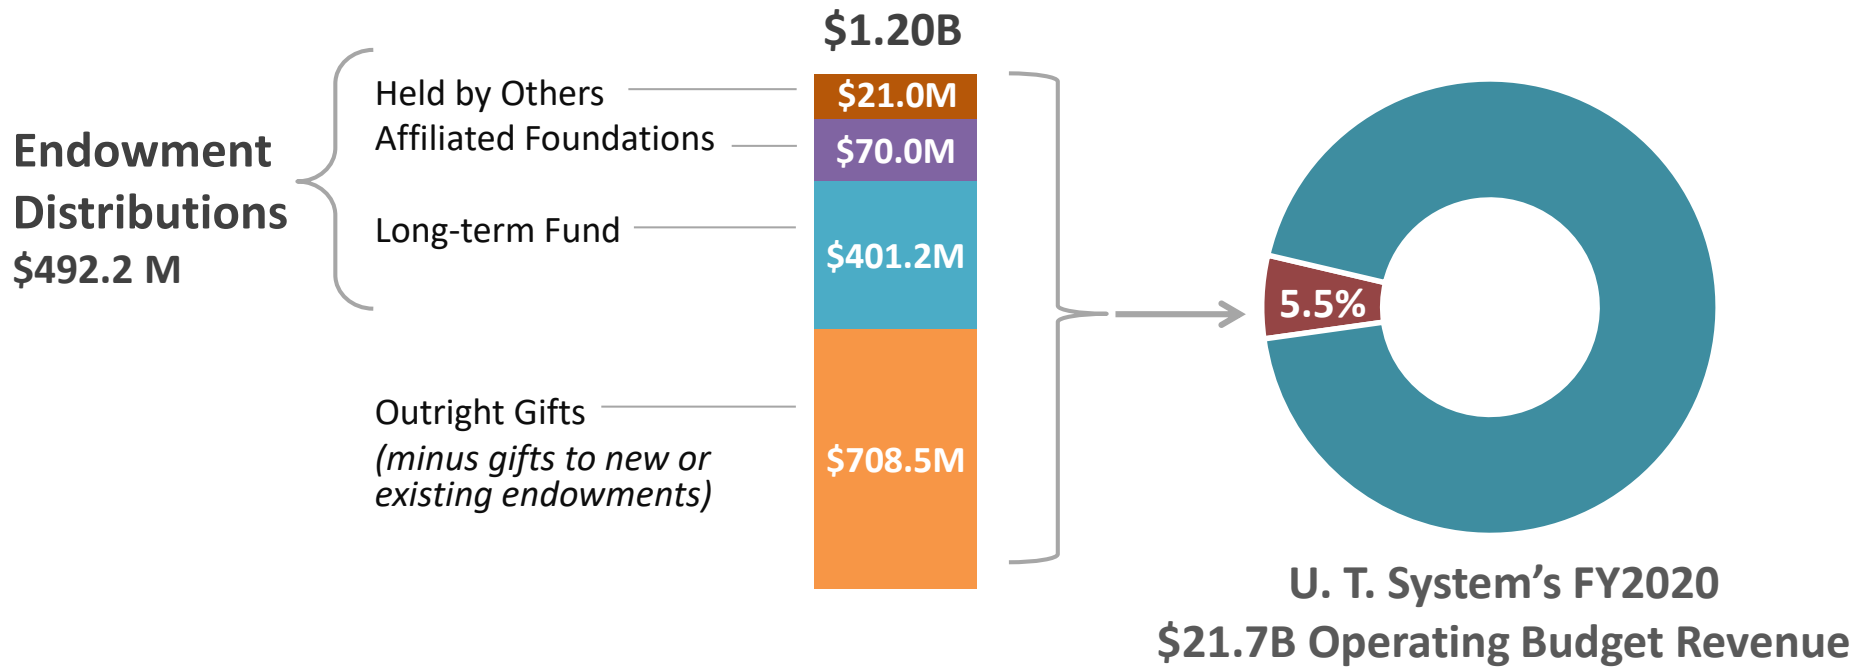 $1.20B
Endowment
Distributions
$492.2 M
Held by Others
Affiliated Foundations
Long-term Fund
Outright Gifts
(minus gifts to new or
existing endowments)
$21.0M
$70.0M
$401.2M
$708.5M
5.5%
U. T. System’s FY2020
$21.7B Operating Budget Revenue